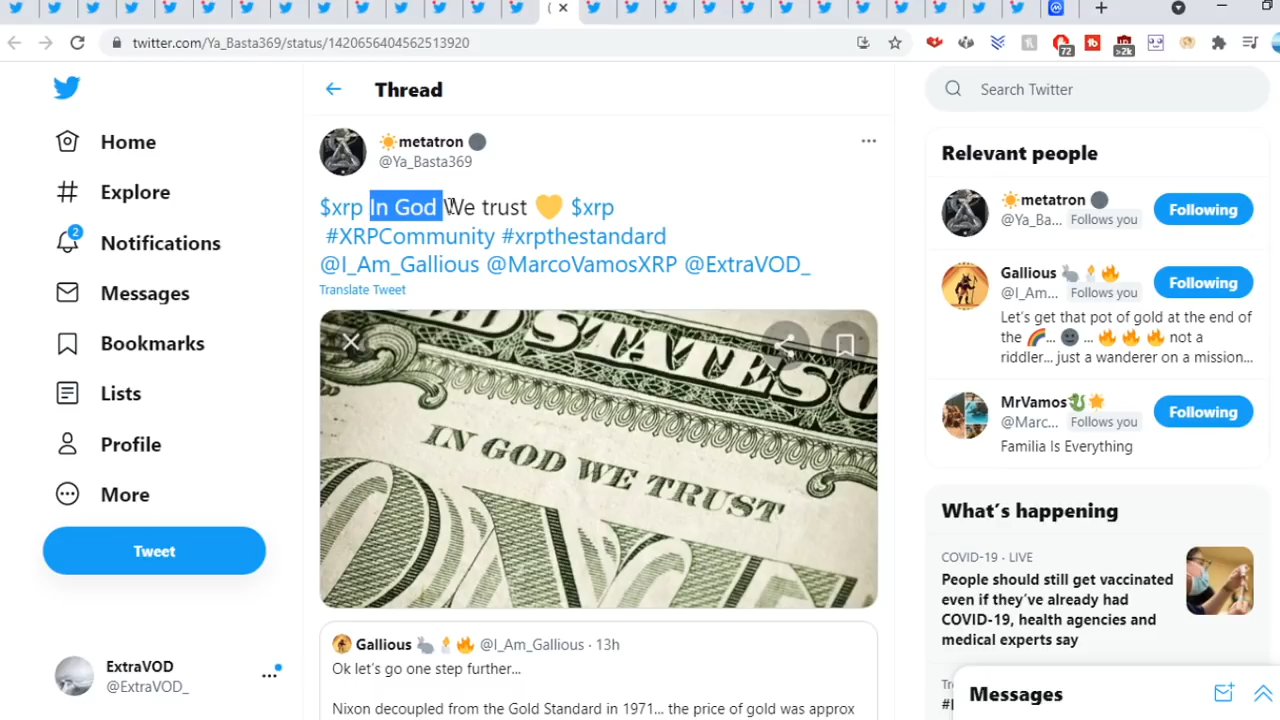 twitter.com/Ya_Basta369/status/1420656404562513920
72
>2k
Home
Explore
2
Notifications
Messages
Bookmarks
Lists
Profile
More
Tweet
ExtraVOD
@ExtraVOD_
Thread
metatron
@Ya_Basta369
$xrp In God We trust 💛 $xrp
#XRPCommunity #xrpthestandard
@I_Am_Gallious @MarcoVamosXRP @ExtraVOD_
Translate Tweet
STATES O
IN GOD WE TRUST
ONE
Gallious 🐇🕯🔥 @I_Am_Gallious · 13h
Ok let's go one step further...
Nixon decoupled from the Gold Standard in 1971... the price of gold was approx
Search Twitter
Relevant people
metatron
@Ya_Ba... Follows you
Following
Gallious 🐇🕯🔥
@I_Am... Follows you
Following
Let's get that pot of gold at the end of
the 🌈... 🌚 ... 🔥 🔥 🔥 not a
riddler... just a wanderer on a mission...
MrVamos🐉🌟
@Marc... Follows you
Following
Familia Is Everything
What's happening
COVID-19 · LIVE
People should still get vaccinated
even if they've already had
COVID-19, health agencies and
medical experts say
Messages